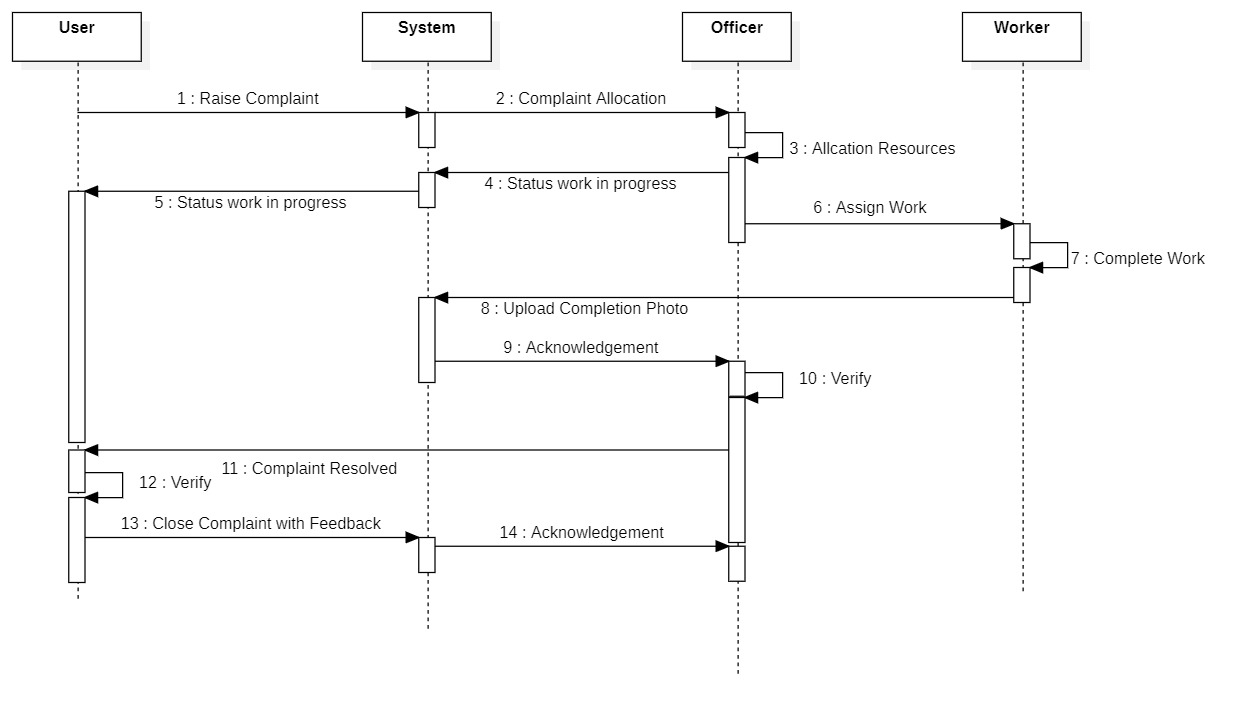 User
System
Officer
Worker
1 : Raise Complaint
2 : Complaint Allocation
3 : Allcation Resources
4 : Status work in progress
5 : Status work in progress
6 : Assign Work
7 : Complete Work
8 : Upload Completion Photo
9 : Acknowledgement
10 : Verify
11 : Complaint Resolved
12 : Verify
13 : Close Complaint with Feedback
14 : Acknowledgement